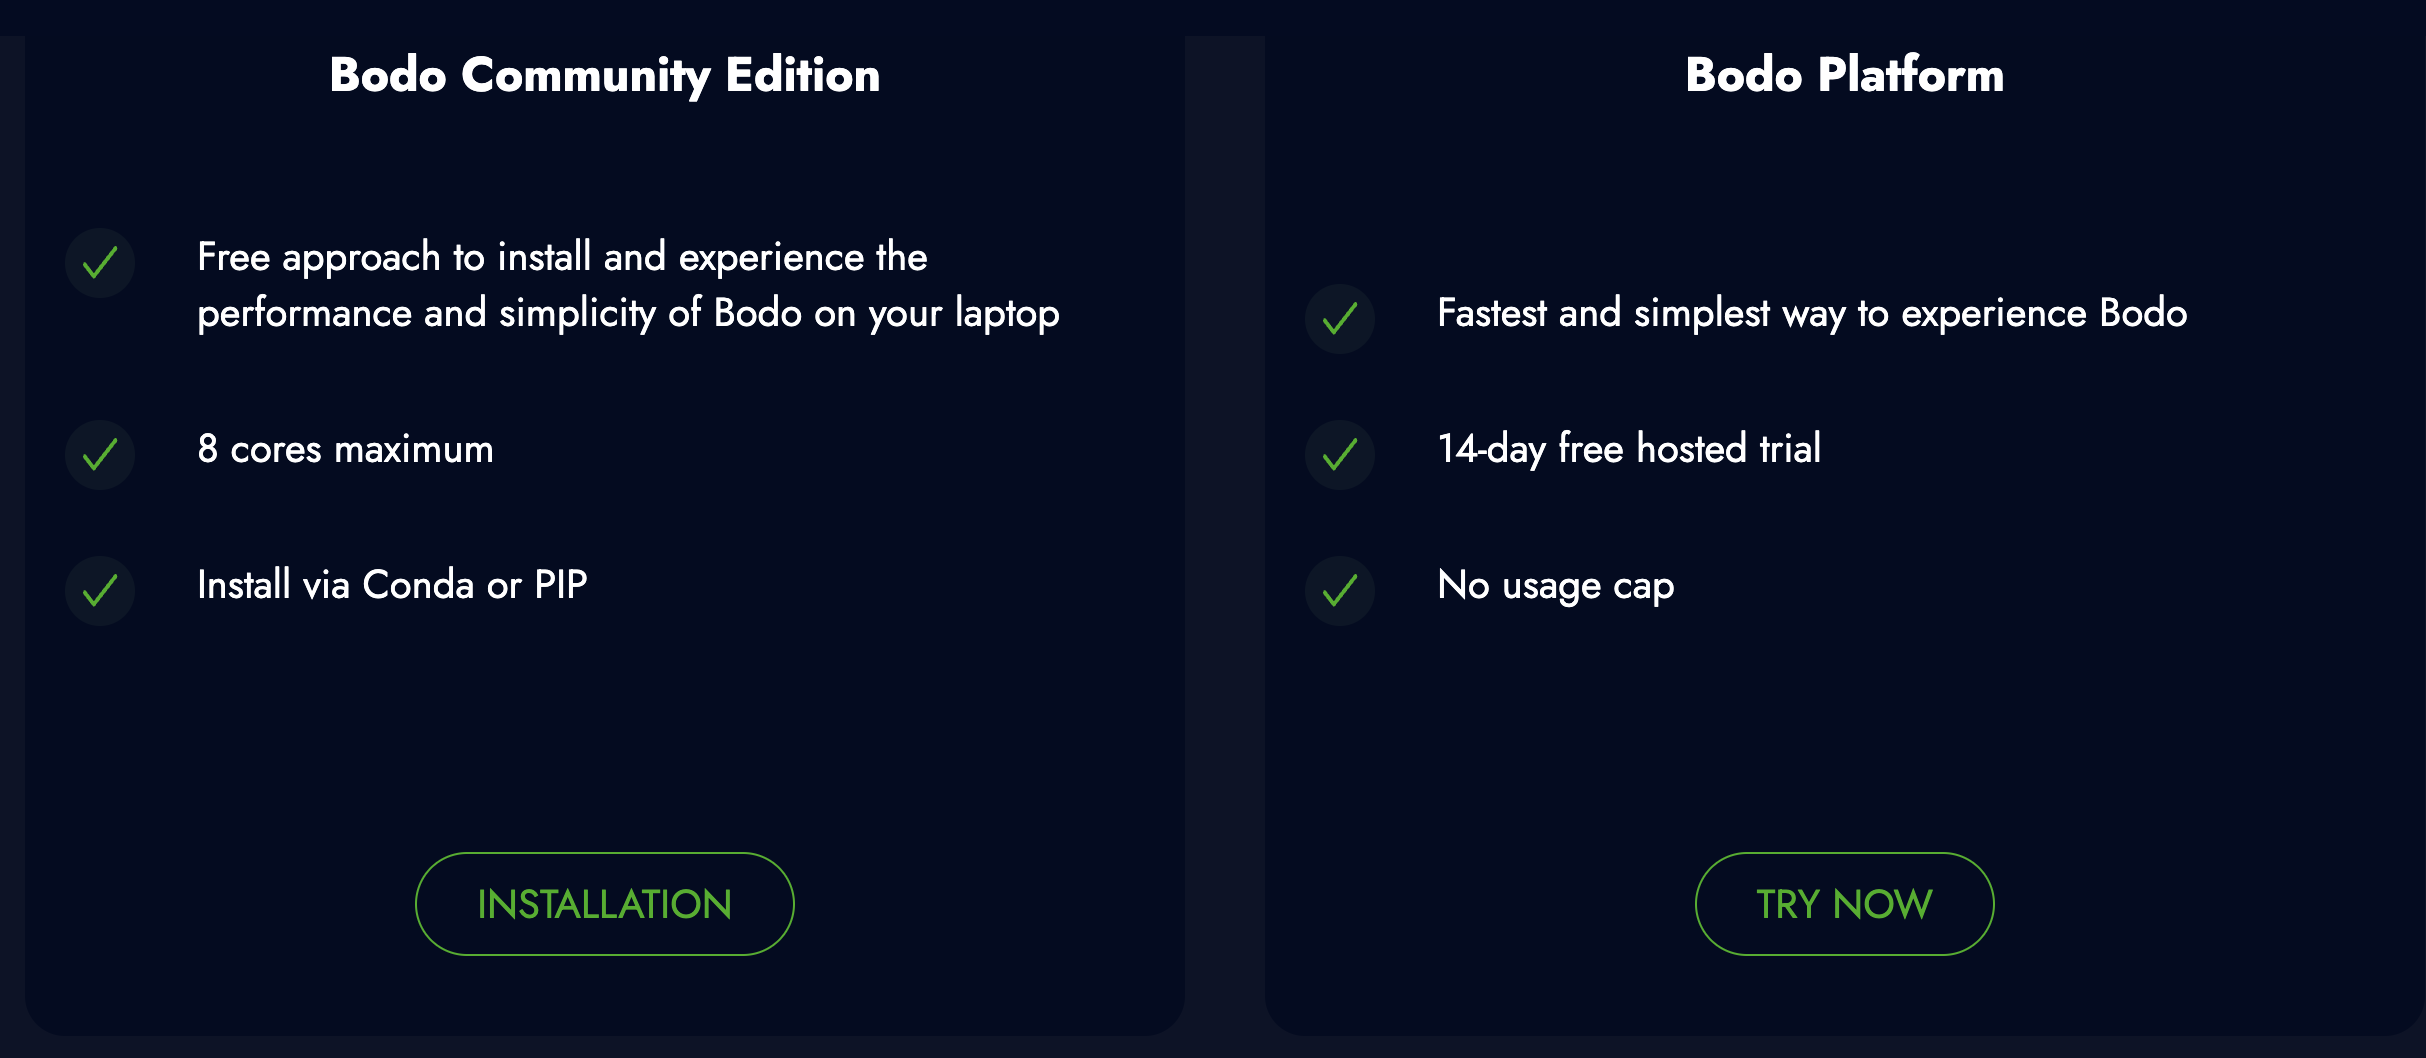 Bodo Community Edition
Free approach to install and experience the
performance and simplicity of Bodo on your laptop
8 cores maximum
Install via Conda or PIP
INSTALLATION
Bodo Platform
Fastest and simplest way to experience Bodo
14-day free hosted trial
No usage cap
TRY NOW